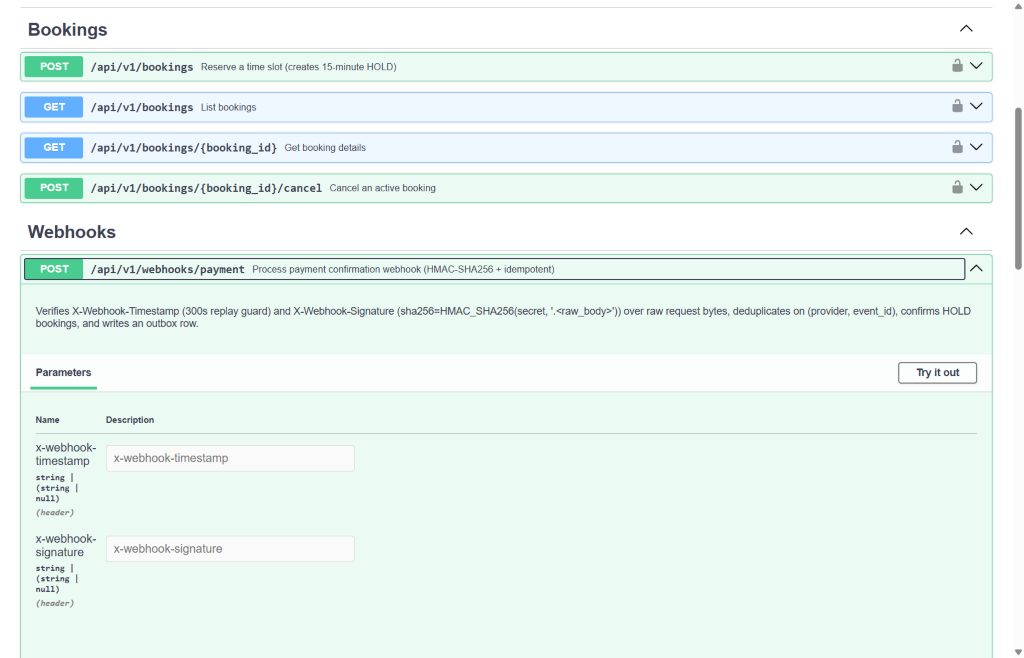 Bookings
POST /api/v1/bookings Reserve a time slot (creates 15-minute HOLD)
GET /api/v1/bookings List bookings
GET /api/v1/bookings/{booking_id} Get booking details
POST /api/v1/bookings/{booking_id}/cancel Cancel an active booking
Webhooks
POST /api/v1/webhooks/payment Process payment confirmation webhook (HMAC-SHA256 + idempotent)
Verifies X-Webhook-Timestamp (300s replay guard) and X-Webhook-Signature (sha256=HMAC_SHA256(secret, '.<raw_body>')) over raw request bytes, deduplicates on (provider, event_id), confirms HOLD
bookings, and writes an outbox row.
Parameters Try it out
Name Description
x-webhook-
timestamp
string |
(string |
null)
(header)
x-webhook-timestamp
x-webhook-
signature
string |
(string |
null)
(header)
x-webhook-signature